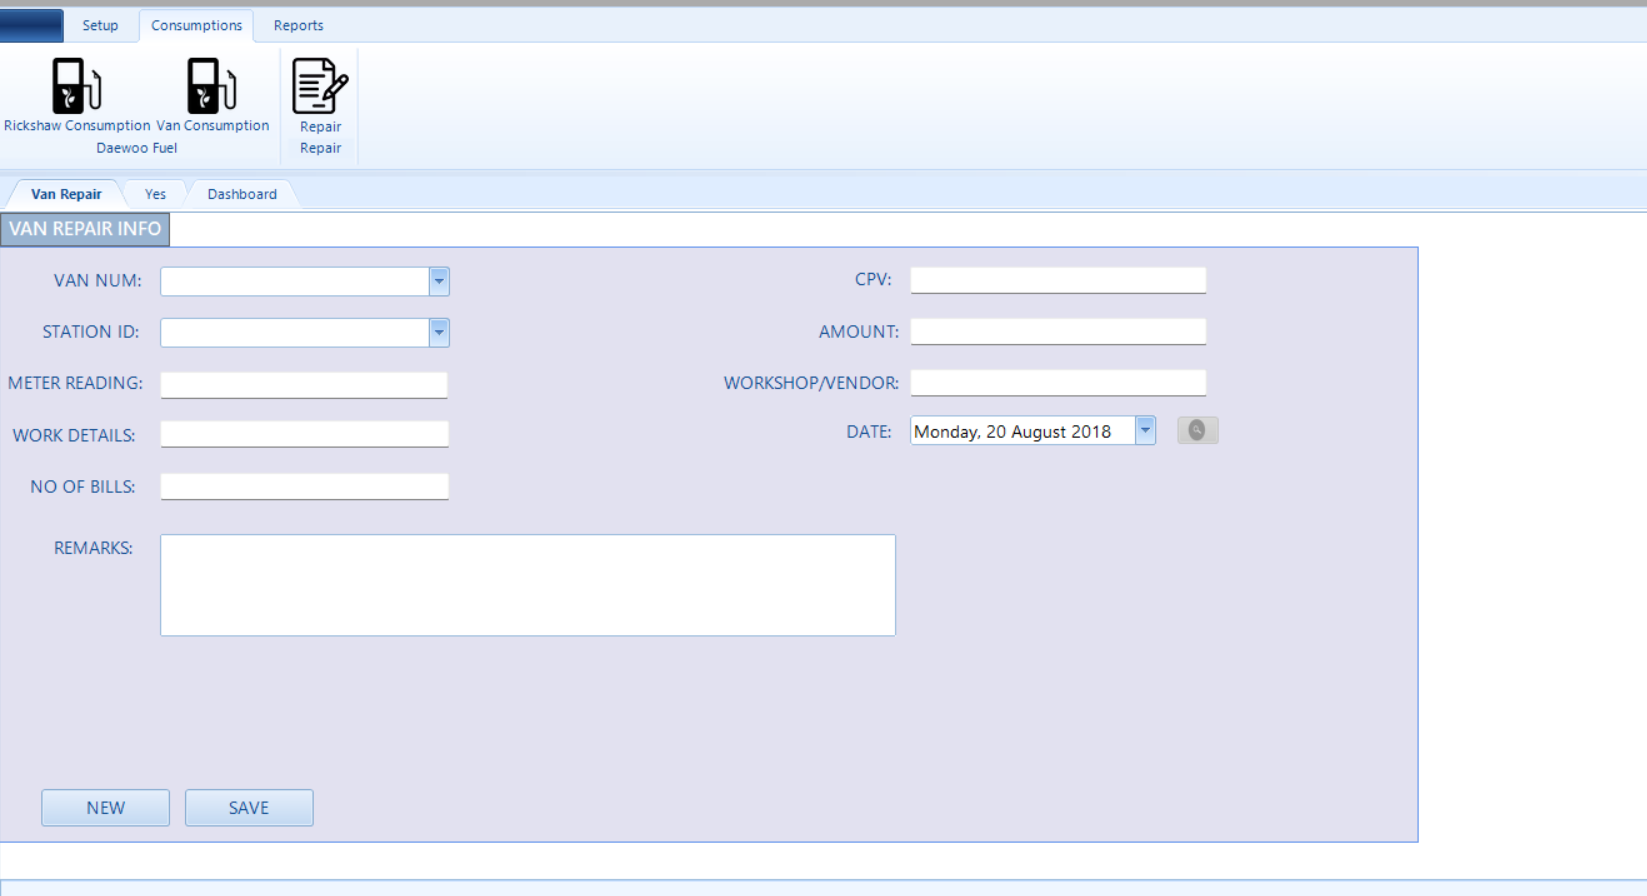 Setup Consumptions Reports
Rickshaw Consumption Van Consumption Repair
Daewoo Fuel Repair
Van Repair Yes Dashboard
VAN REPAIR INFO
VAN NUM: CPV:
STATION ID: AMOUNT:
METER READING: WORKSHOP/VENDOR:
WORK DETAILS: DATE: Monday, 20 August 2018
NO OF BILLS:
REMARKS:
NEW SAVE